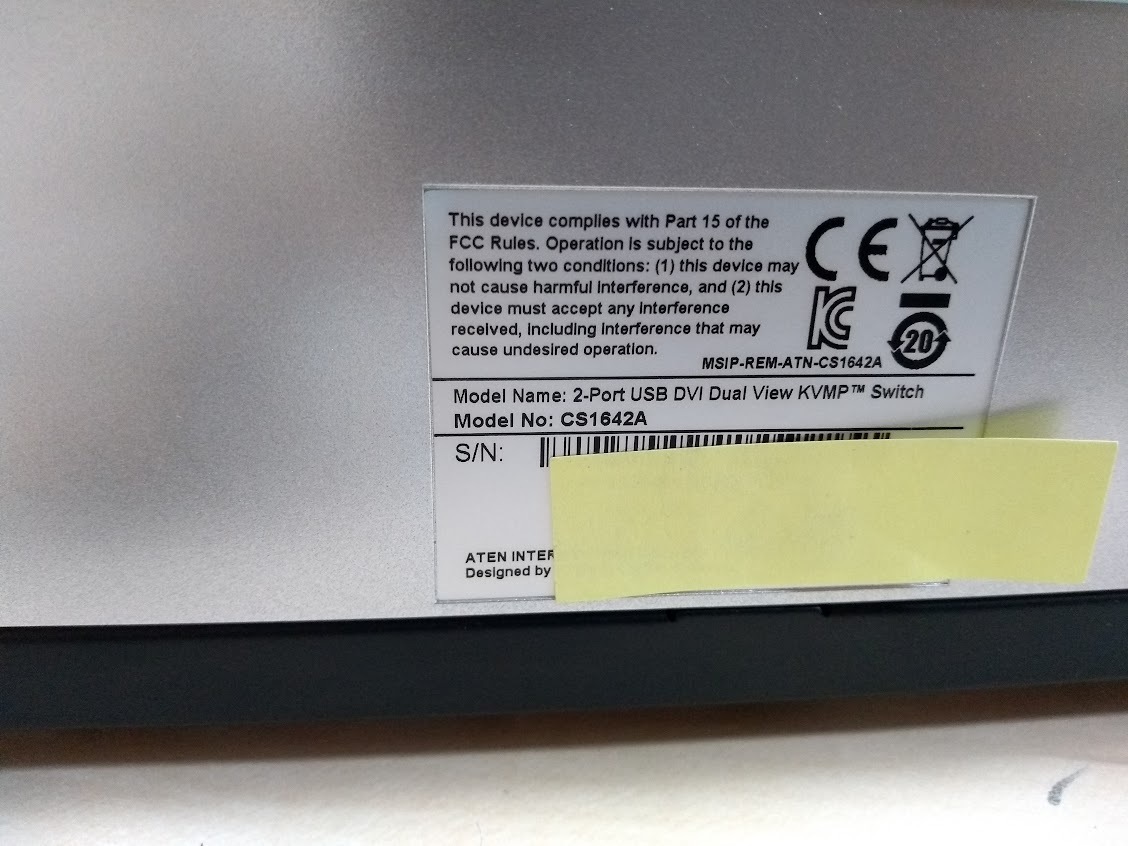 This device complies with Part 15 of the
FCC Rules. Operation is subject to the
following two conditions: (1) this device may
not cause harmful interference, and (2) this
device must accept any interference
received, including interference that may
cause undesired operation.
CE
KC
20
MSIP-REM-ATN-CS1642A
Model Name: 2-Port USB DVI Dual View KVMP™ Switch
Model No: CS1642A
S/N:
ATEN
Designed by